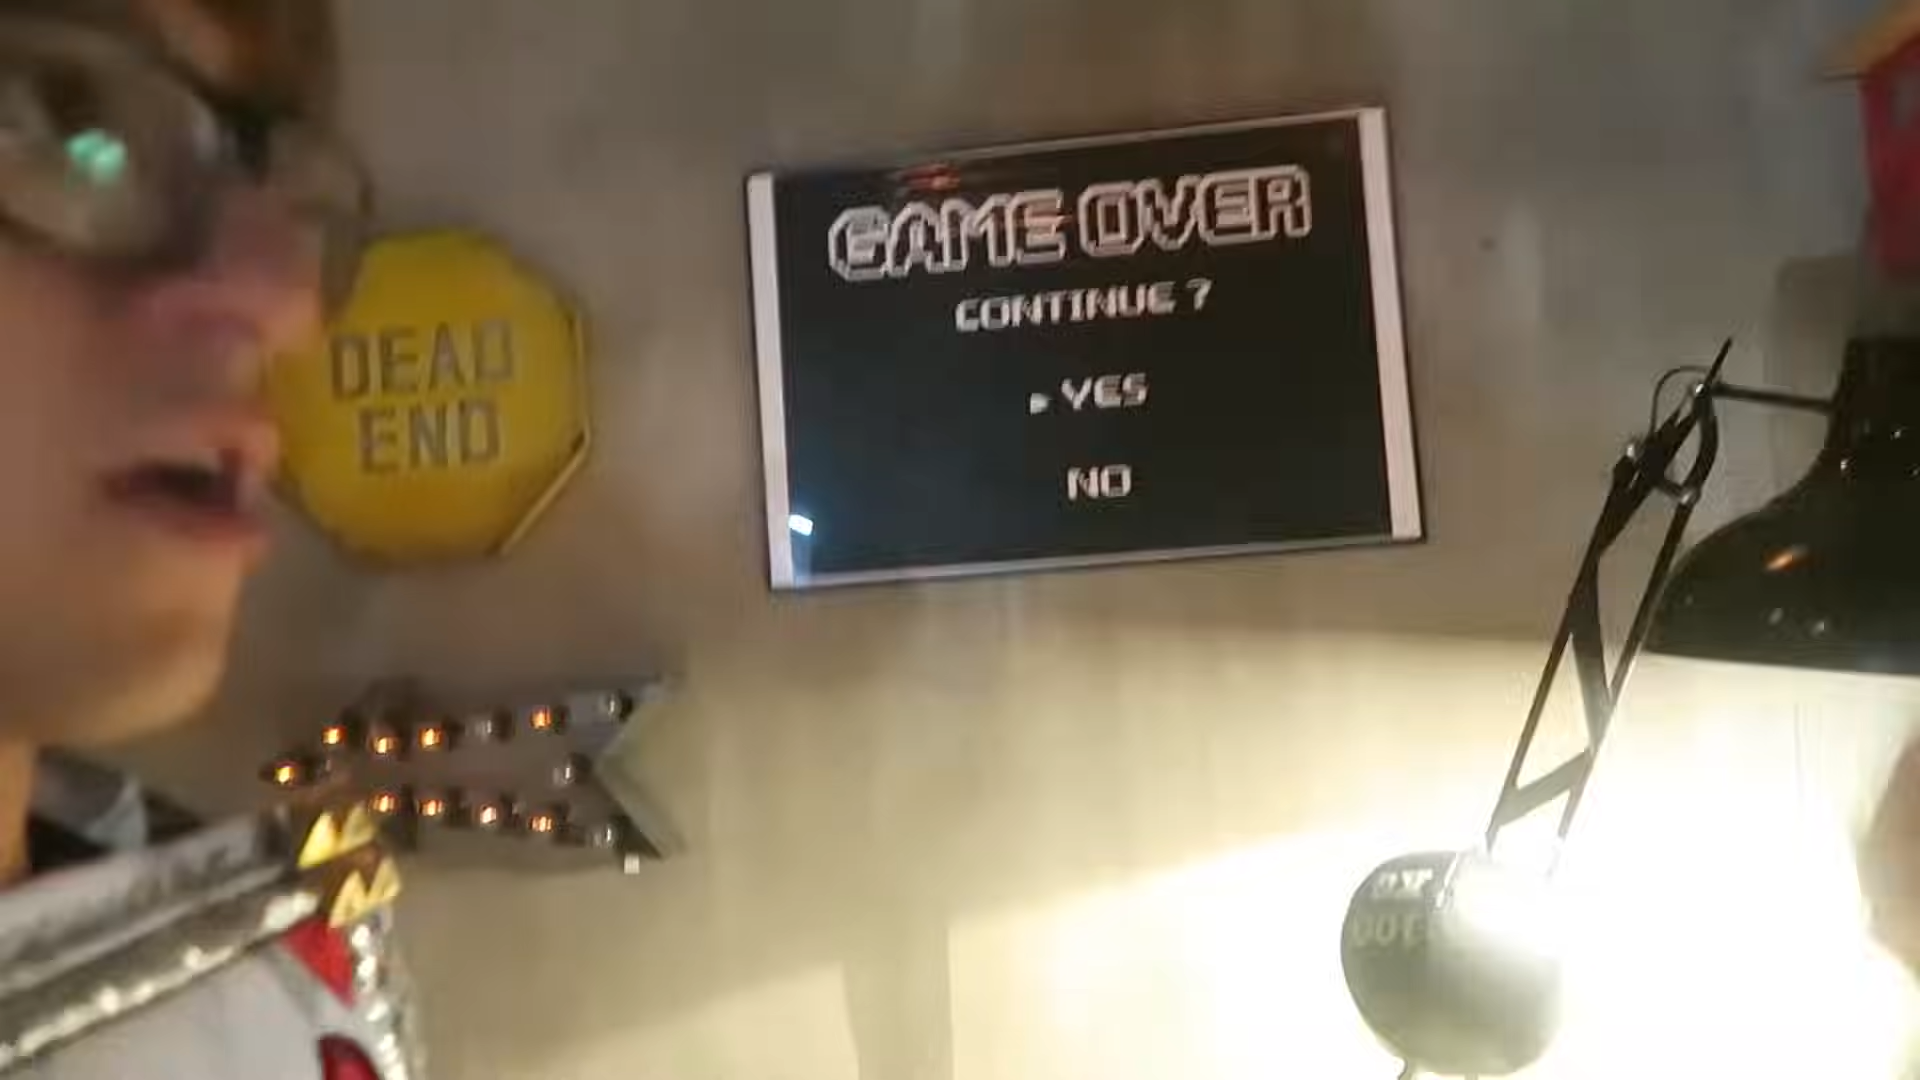 DEAD
END
GAME OVER
CONTINUE ?
YES
NO